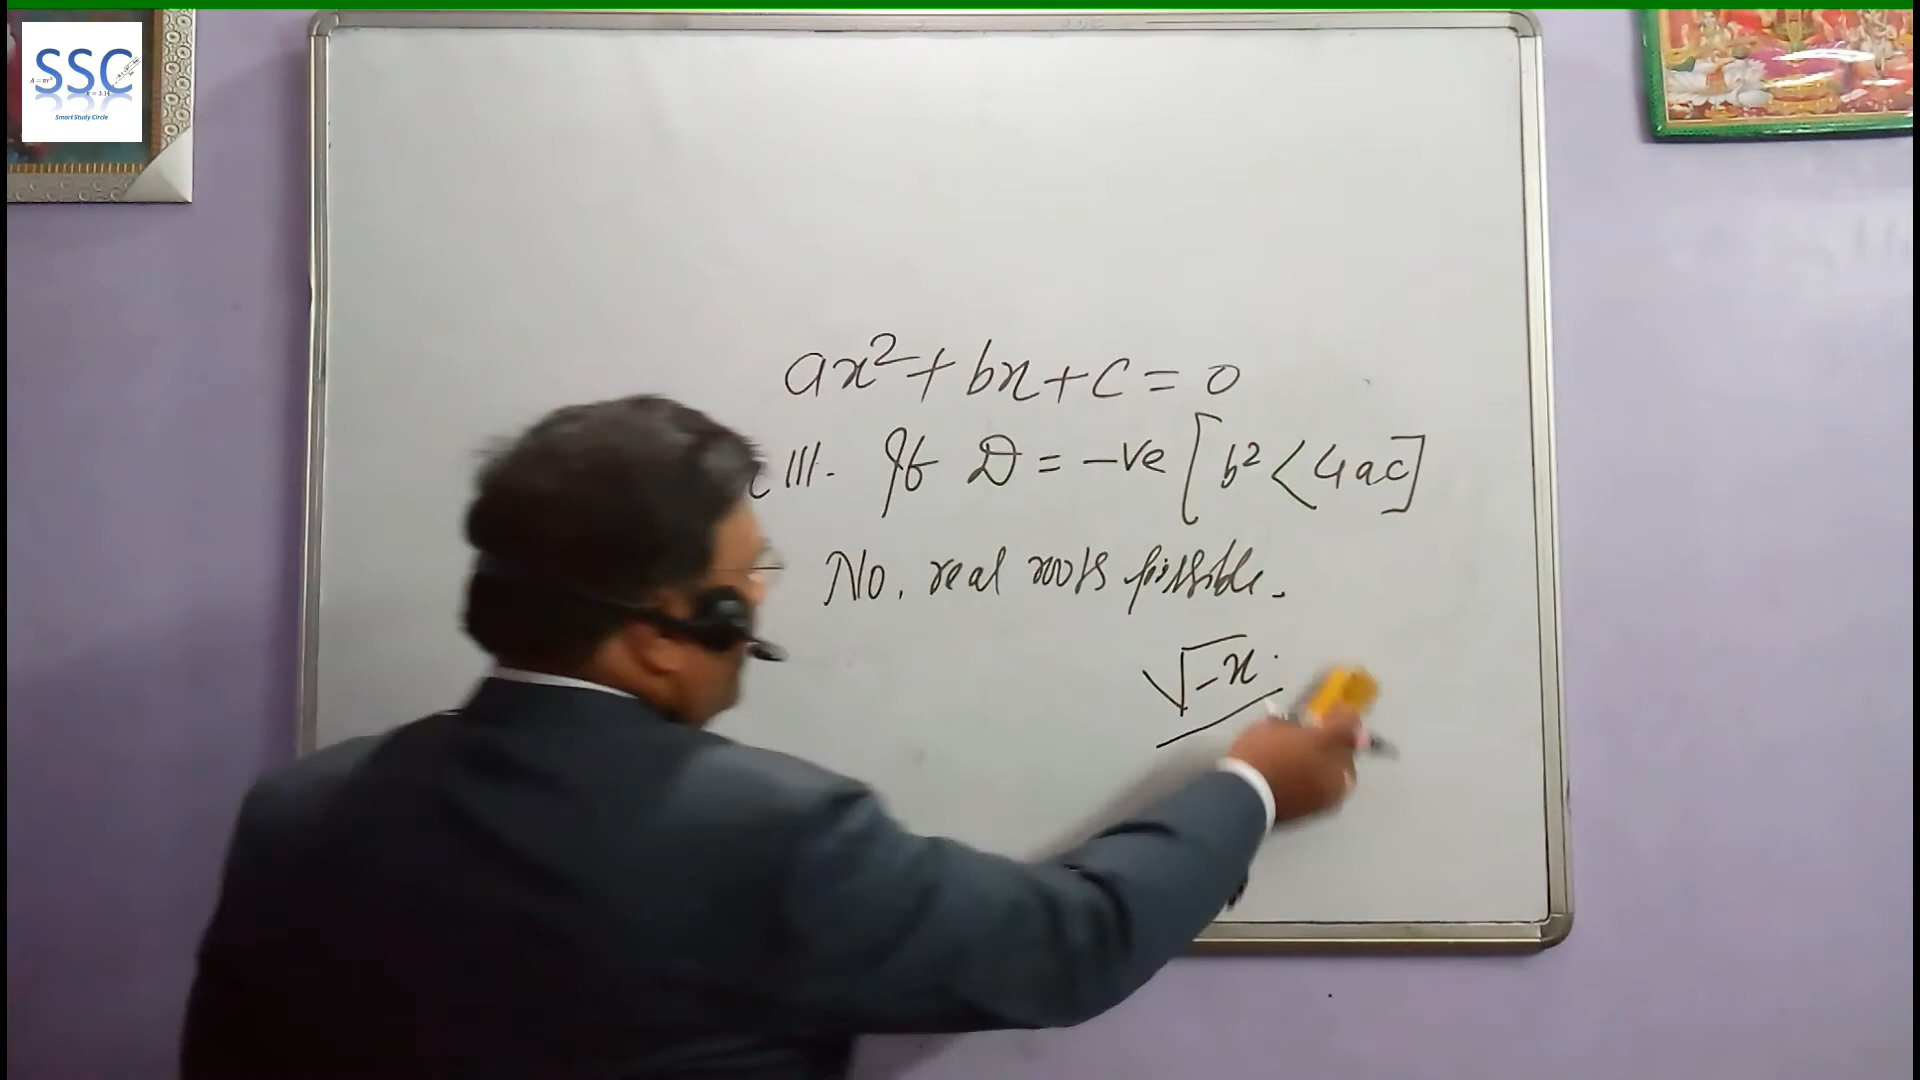 SSC
Smart Study Circle
ax² + bx + c = 0
III. If D = -ve [b² < 4ac]
No. real roots possible.
√-x